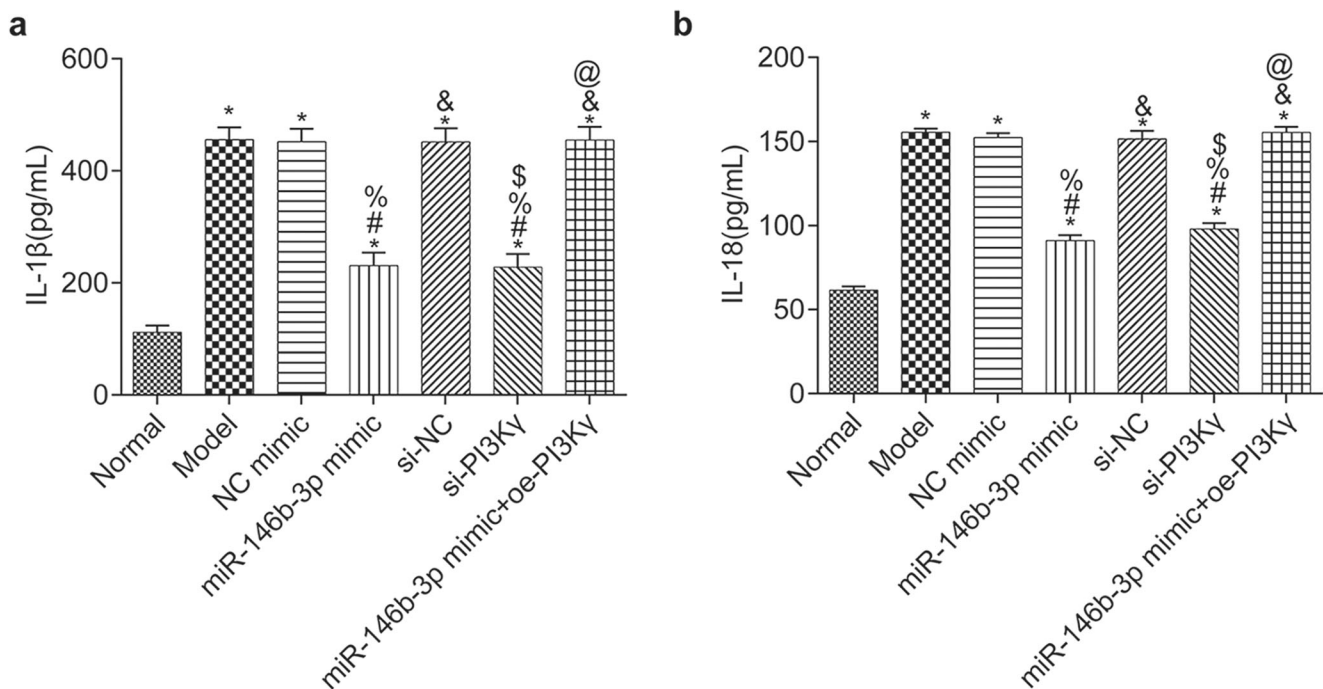 a
IL-1β(pg/mL)
600
400
200
0
*
*
%
#
*
&
*
$
%
#
*
@
&
*
Normal
Model
NC mimic
miR-146b-3p mimic
si-NC
si-PI3Kγ
miR-146b-3p mimic+oe-PI3Kγ
b
IL-18(pg/mL)
200
150
100
50
0
*
*
%
#
*
&
*
$
%
#
*
@
&
*
Normal
Model
NC mimic
miR-146b-3p mimic
si-NC
si-PI3Kγ
miR-146b-3p mimic+oe-PI3Kγ